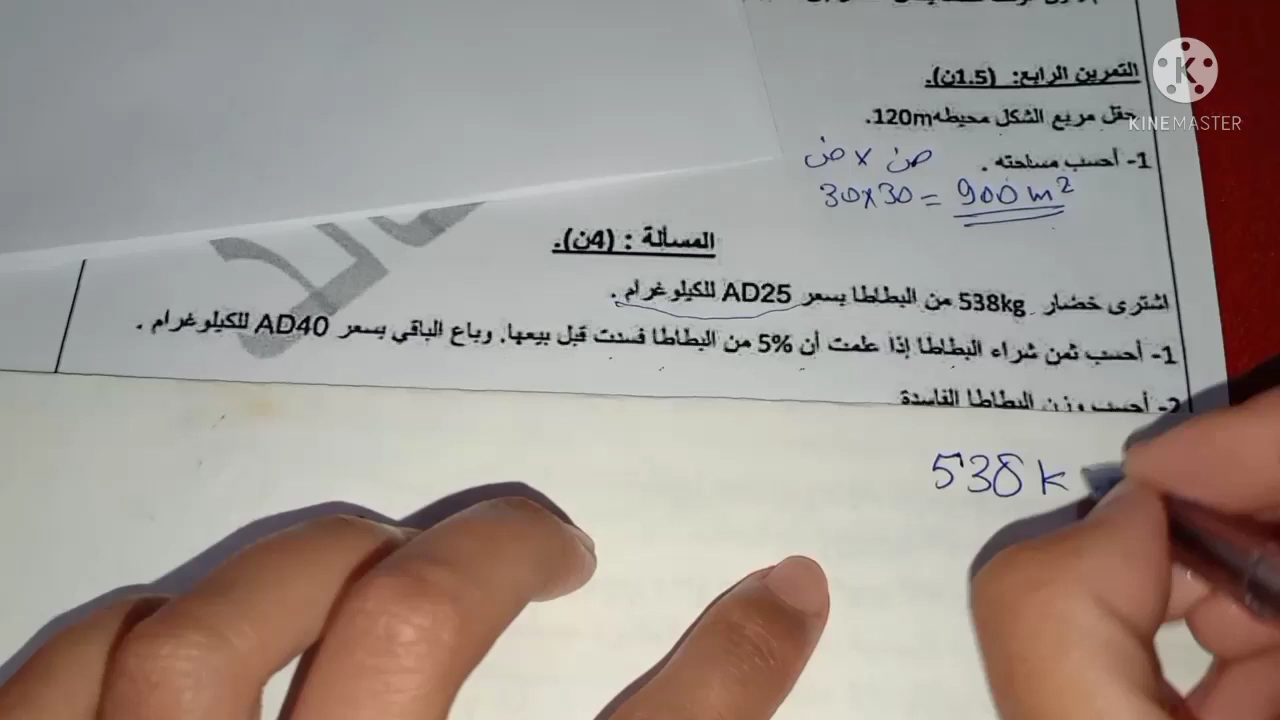 التمرين الرابع: (1.5ن).
حقل مربع الشكل محيطه 120m.
1- أحسب مساحته . ض × ض
30×30 = 900 m²
المسألة : (4ن).
اشترى خضار 538kg من البطاطا بسعر AD25 للكيلوغرام .
1- أحسب ثمن شراء البطاطا إذا علمت أن 5% من البطاطا فسدت قبل بيعها. وباع الباقي بسعر AD40 للكيلوغرام .
2- أحسب وزن البطاطا الفاسدة
538 k
K
KINEMASTER